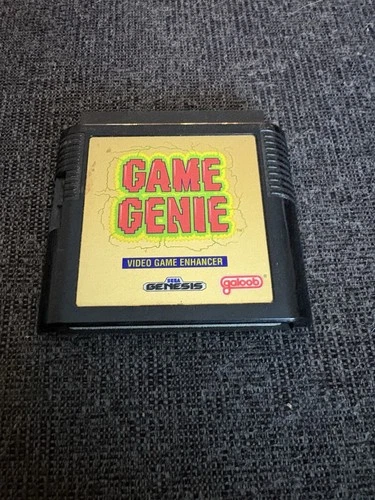 GAME
GENIE
VIDEO GAME ENHANCER
SEGA
GENESIS
galoob